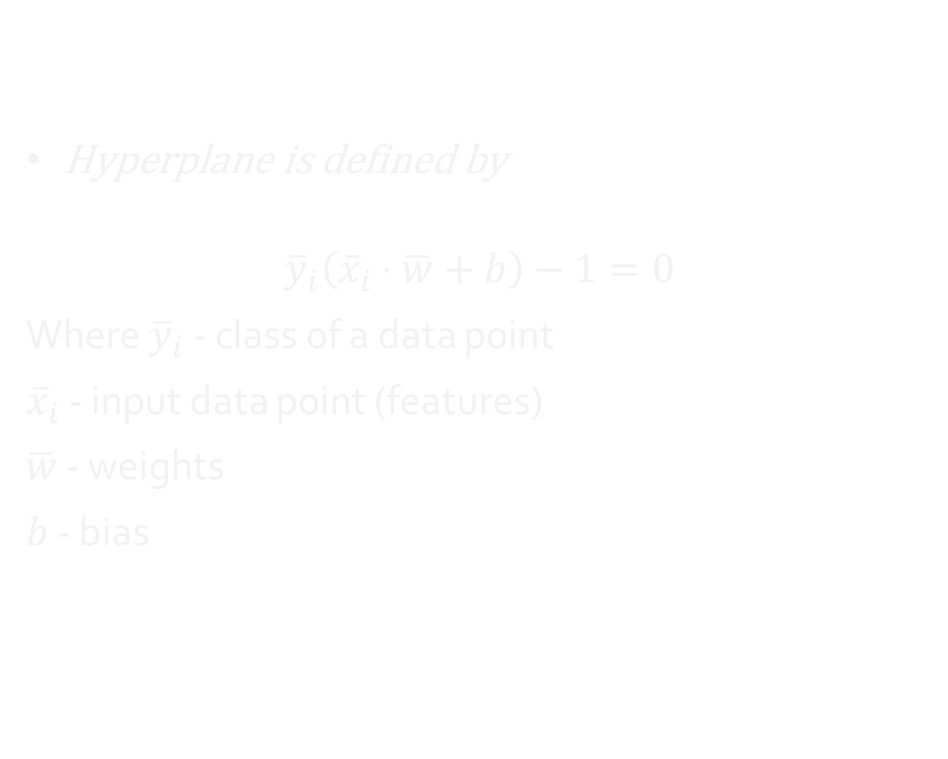 • Hyperplane is defined by
ȳᵢ(x̄ᵢ · w̄ + b) − 1 = 0
Where ȳᵢ - class of a data point
x̄ᵢ - input data point (features)
w̄ - weights
b - bias